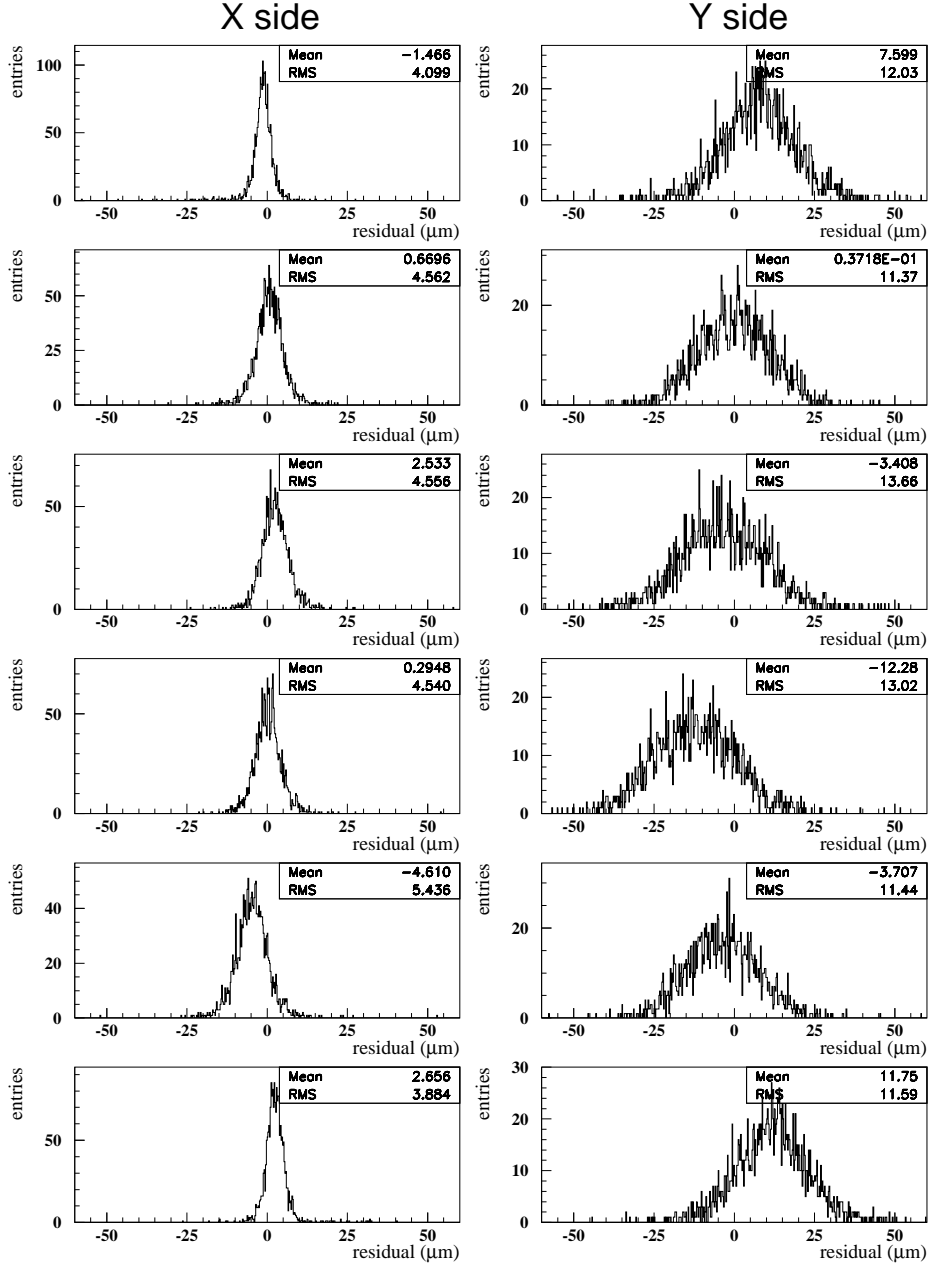 X side
Y side
entries
100
50
0
Mean -1.466
RMS 4.099
-50 -25 0 25 50
residual (μm)
entries
20
10
0
Mean 7.599
RMS 12.03
-50 -25 0 25 50
residual (μm)
entries
50
25
0
Mean 0.6696
RMS 4.562
-50 -25 0 25 50
residual (μm)
entries
20
0
Mean 0.3718E-01
RMS 11.37
-50 -25 0 25 50
residual (μm)
entries
50
0
Mean 2.533
RMS 4.556
-50 -25 0 25 50
residual (μm)
entries
20
10
0
Mean -3.408
RMS 13.66
-50 -25 0 25 50
residual (μm)
entries
50
0
Mean 0.2948
RMS 4.540
-50 -25 0 25 50
residual (μm)
entries
20
10
0
Mean -12.28
RMS 13.02
-50 -25 0 25 50
residual (μm)
entries
40
20
0
Mean -4.610
RMS 5.436
-50 -25 0 25 50
residual (μm)
entries
20
0
Mean -3.707
RMS 11.44
-50 -25 0 25 50
residual (μm)
entries
50
0
Mean 2.656
RMS 3.884
-50 -25 0 25 50
residual (μm)
entries
30
20
10
0
Mean 11.75
RMS 11.59
-50 -25 0 25 50
residual (μm)